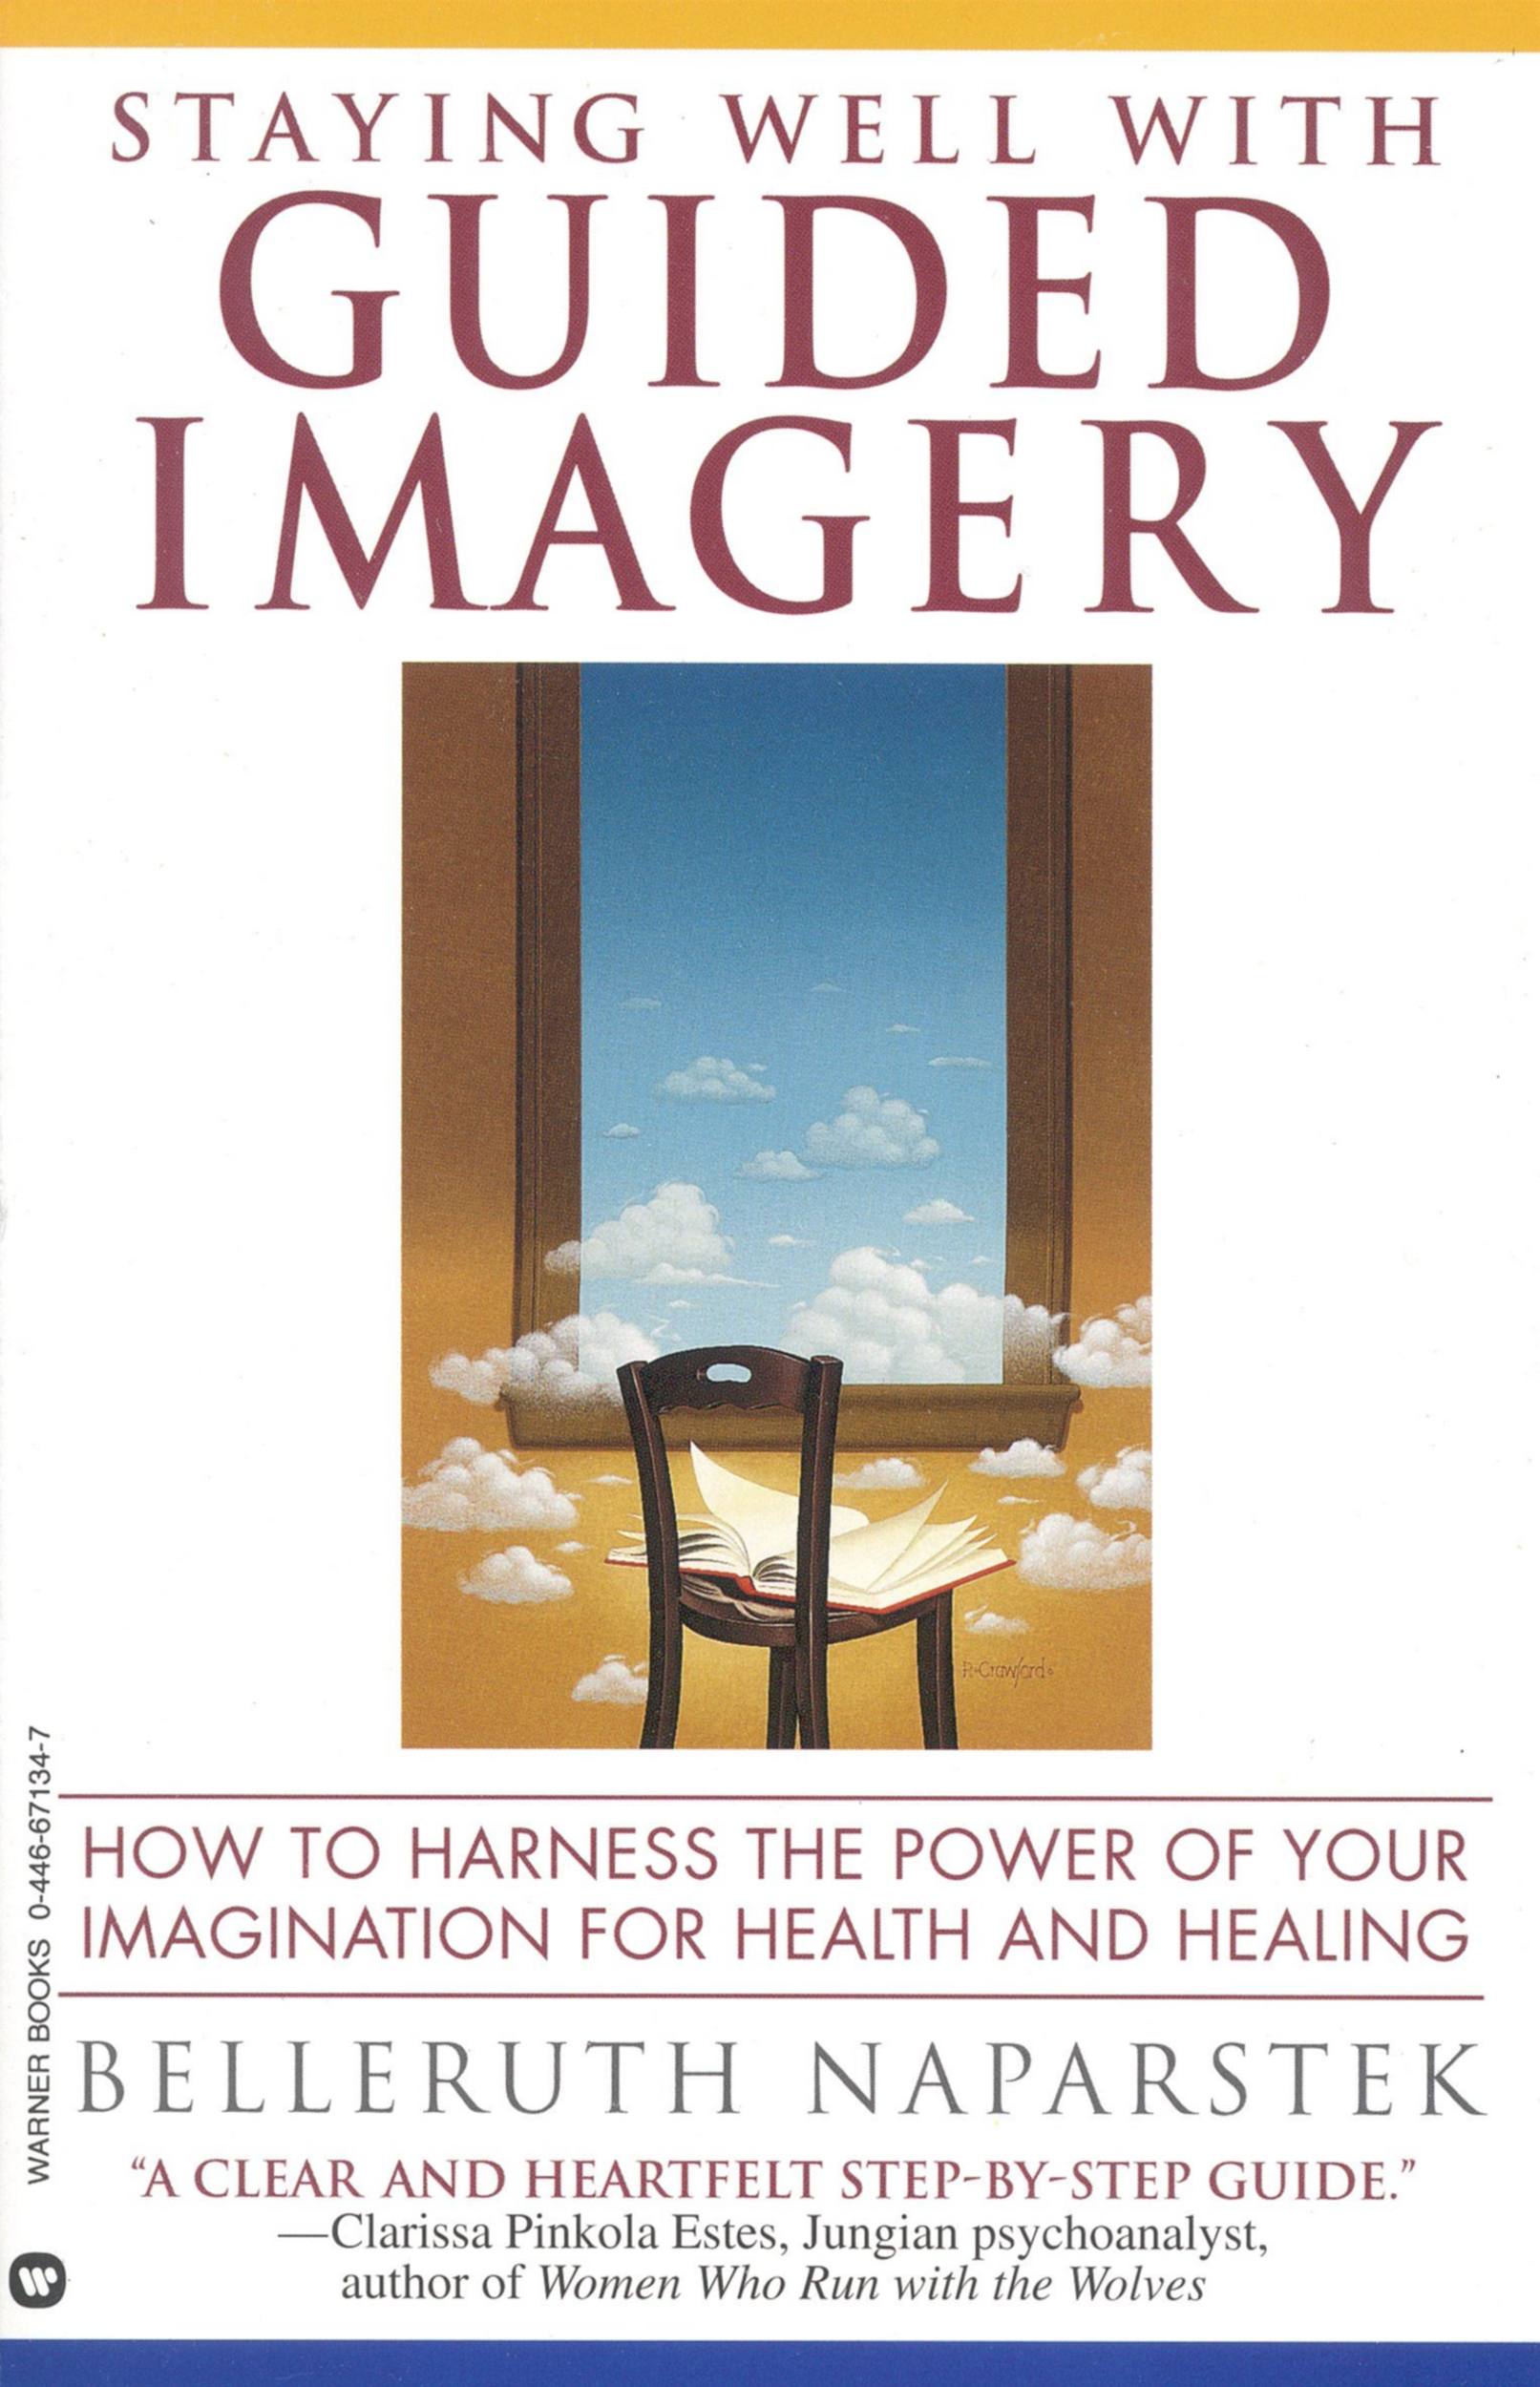 STAYING WELL WITH
GUIDED
IMAGERY
R•Crawford•
HOW TO HARNESS THE POWER OF YOUR
IMAGINATION FOR HEALTH AND HEALING
BELLERUTH NAPARSTEK
“A CLEAR AND HEARTFELT STEP-BY-STEP GUIDE.”
—Clarissa Pinkola Estes, Jungian psychoanalyst,
author of Women Who Run with the Wolves
WARNER BOOKS 0-446-67134-7